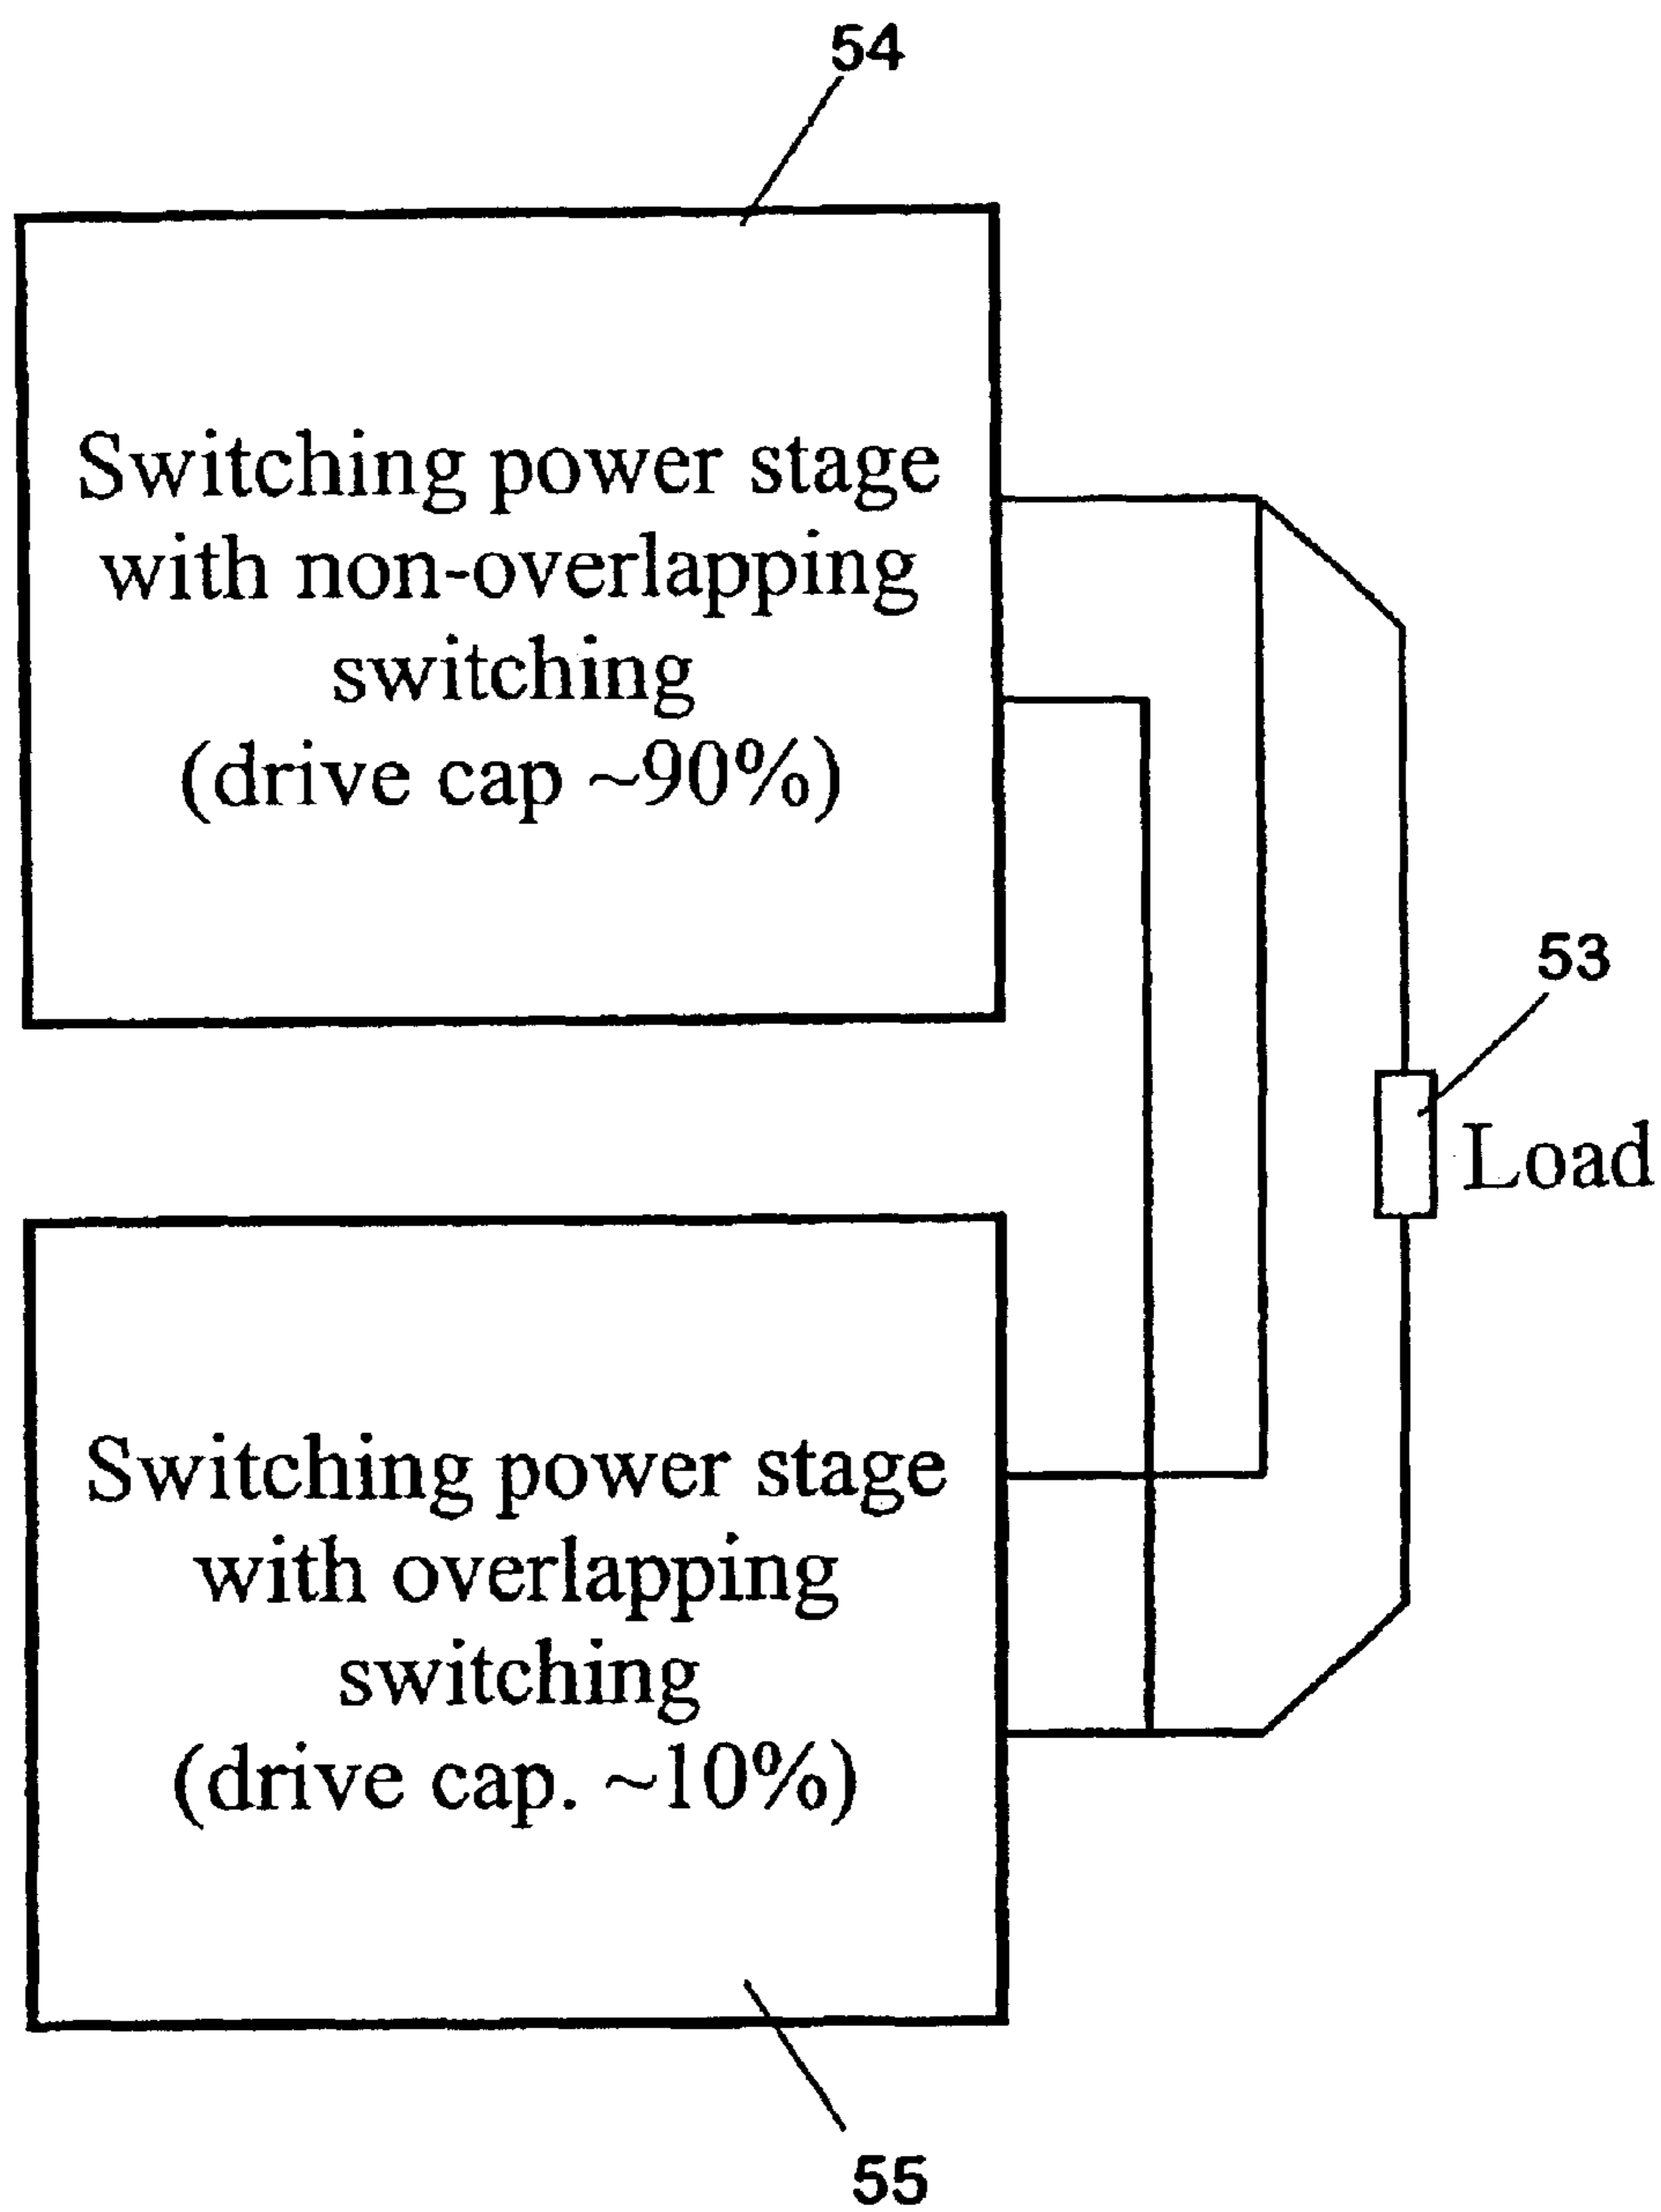 54
Switching power stage
with non-overlapping
switching
(drive cap ~90%)
53
Load
Switching power stage
with overlapping
switching
(drive cap. ~10%)
55